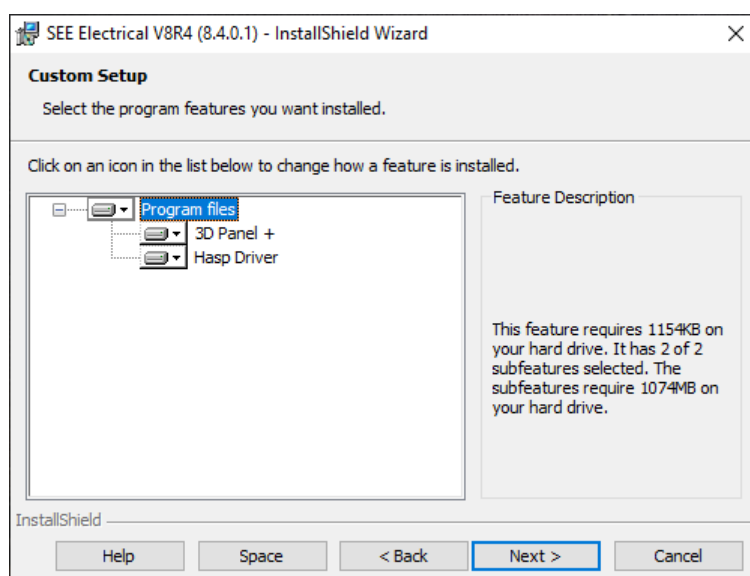 SEE Electrical V8R4 (8.4.0.1) - InstallShield Wizard
Custom Setup
Select the program features you want installed.
Click on an icon in the list below to change how a feature is installed.
Program files
3D Panel +
Hasp Driver
Feature Description
This feature requires 1154KB on
your hard drive. It has 2 of 2
subfeatures selected. The
subfeatures require 1074MB on
your hard drive.
InstallShield
Help
Space
< Back
Next >
Cancel